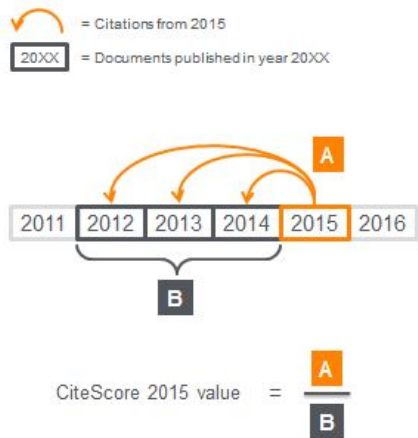 = Citations from 2015
20XX = Documents published in year 20XX
A
2011 2012 2013 2014 2015 2016
B
CiteScore 2015 value = A
B